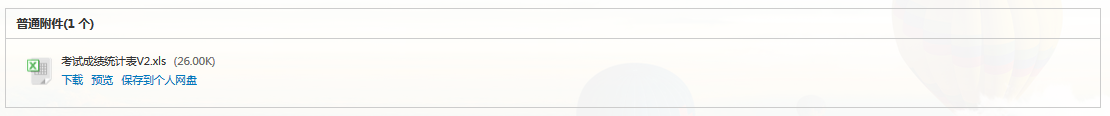 普通附件(1 个)
考试成绩统计表V2.xls (26.00K)
下载 预览 保存到个人网盘